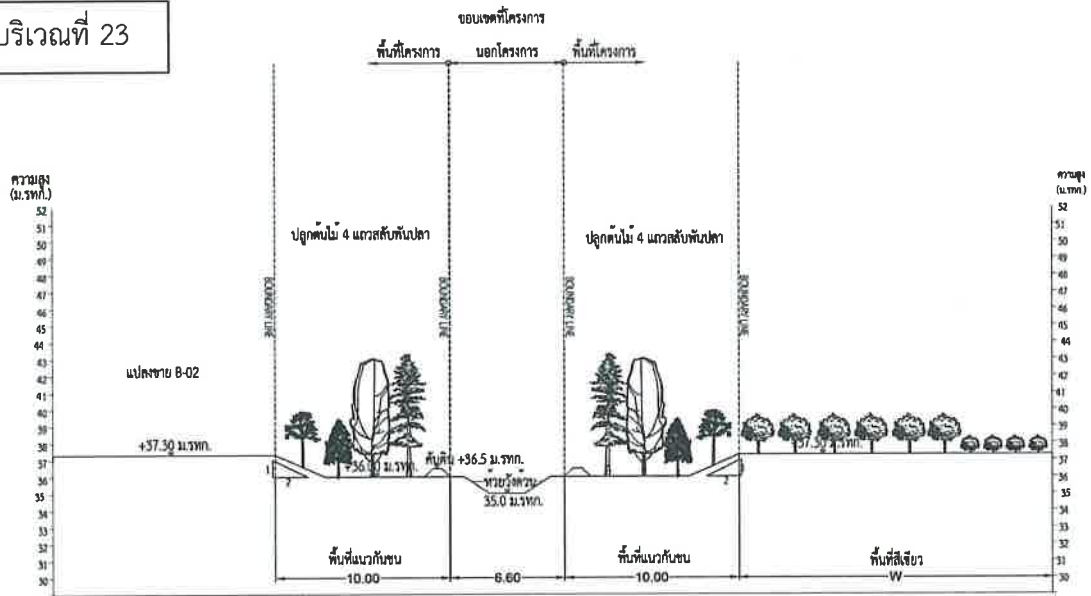 บริเวณที่ 23
ขอบเขตที่โครงการ
พื้นที่โครงการ
นอกโครงการ
พื้นที่โครงการ
ความสูง
(ม.รทก.)
ความสูง
(ม.รทก.)
52
51
50
49
48
47
46
45
44
43
42
41
40
39
38
37
36
35
34
33
32
31
30
ปลูกต้นไม้ 4 แถวสลับฟันปลา
ปลูกต้นไม้ 4 แถวสลับฟันปลา
BOUNDARY LINE
BOUNDARY LINE
BOUNDARY LINE
BOUNDARY LINE
แปลงขาย B-02
+37.30 ม.รทก.
+37.30 ม.รทก.
1
2
+36.00 ม.รทก.
คันดิน +36.5 ม.รทก.
ห้วยวังด้วน
35.0 ม.รทก.
2
พื้นที่แนวกันชน
พื้นที่แนวกันชน
พื้นที่สีเขียว
10.00
6.60
10.00
W
52
51
50
49
48
47
46
45
44
43
42
41
40
39
38
37
36
35
34
33
32
31
30